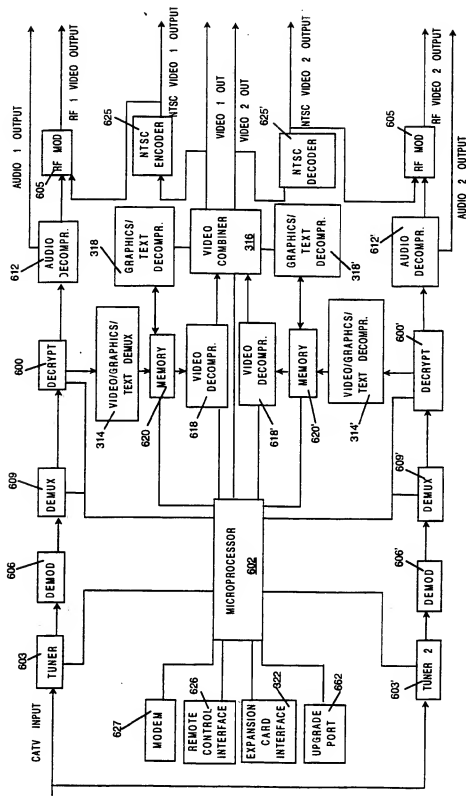 CATV INPUT
603
TUNER
606
DEMOD
609
DEMUX
600
DECRYPT
612
AUDIO
DECOMPR.
605
RF MOD
AUDIO 1 OUTPUT
RF 1 VIDEO OUTPUT
314
VIDEO/GRAPHICS/
TEXT DEMUX
318
GRAPHICS/
TEXT
DECOMPR.
625
NTSC
ENCODER
NTSC VIDEO 1 OUTPUT
620
MEMORY
618
VIDEO
DECOMPR.
VIDEO
COMBINER
316
VIDEO 1 OUT
VIDEO 2 OUT
627
MODEM
626
REMOTE
CONTROL
INTERFACE
322
EXPANSION
CARD
INTERFACE
662
UPGRADE
PORT
MICROPROCESSOR
602
618'
VIDEO
DECOMPR.
620'
MEMORY
318'
GRAPHICS/
TEXT
DECOMPR.
625'
NTSC
DECODER
NTSC VIDEO 2 OUTPUT
314'
VIDEO/GRAPHICS/
TEXT DECOMPR.
603'
TUNER 2
606'
DEMOD
609'
DEMUX
600'
DECRYPT
612'
AUDIO
DECOMPR.
605
RF MOD
RF VIDEO 2 OUTPUT
AUDIO 2 OUTPUT